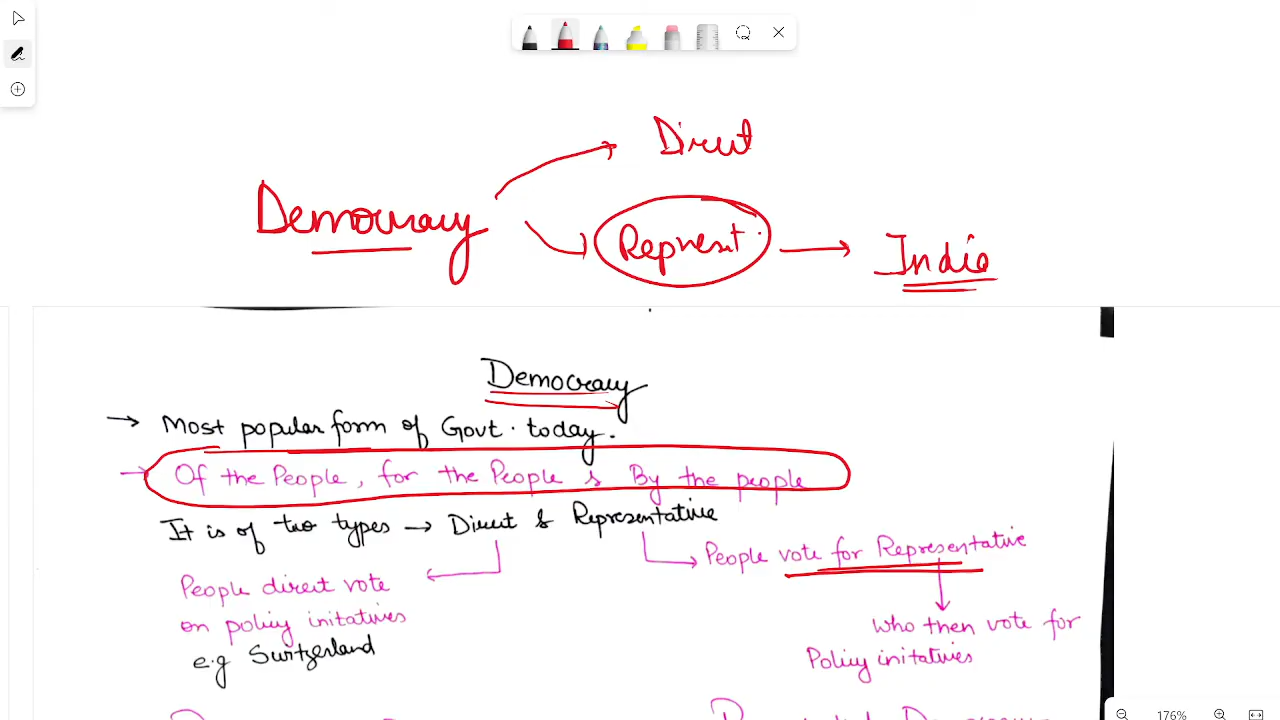 Direct
Democracy
Represent.
India
Democracy
→ Most popular form of Govt. today.
→ Of the People, for the People & By the people
It is of two types → Direct & Representative
People vote for Representative
People direct vote
on policy initatives
who then vote for
e.g Switzerland
Policy initatives
176%